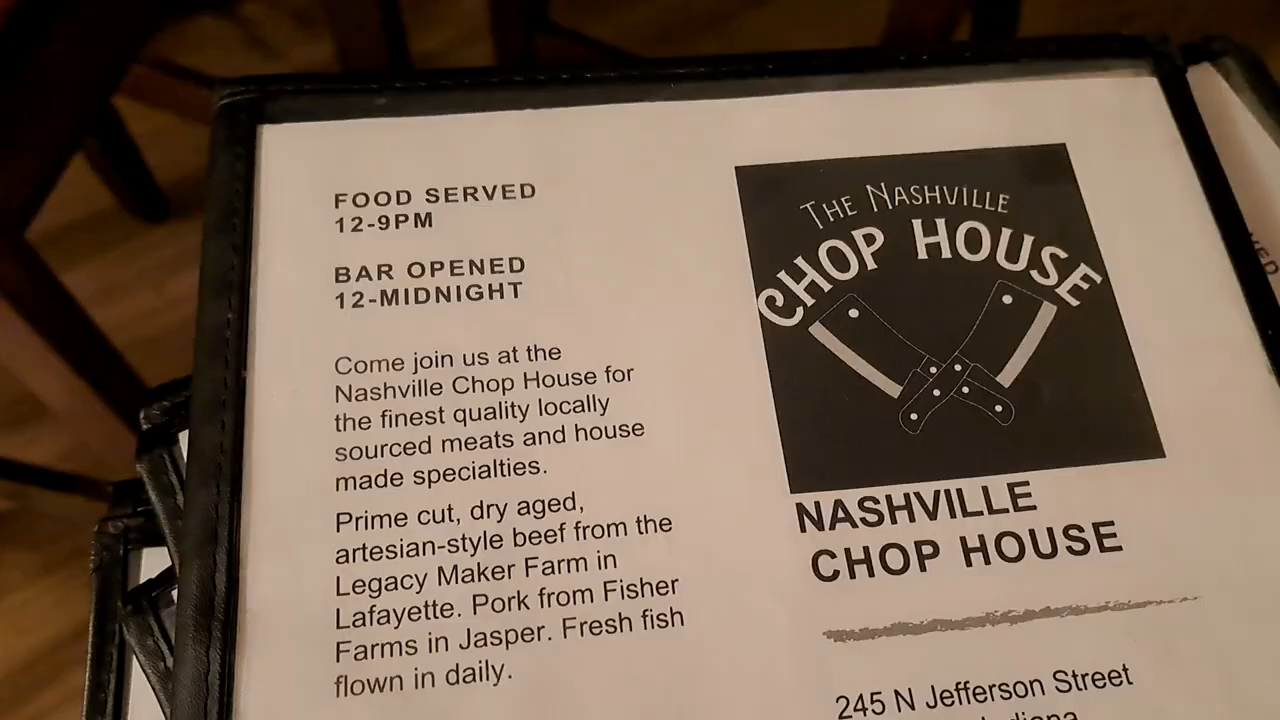 FOOD SERVED
12-9PM
BAR OPENED
12-MIDNIGHT
Come join us at the
Nashville Chop House for
the finest quality locally
sourced meats and house
made specialties.
Prime cut, dry aged,
artesian-style beef from the
Legacy Maker Farm in
Lafayette. Pork from Fisher
Farms in Jasper. Fresh fish
flown in daily.
THE NASHVILLE
CHOP HOUSE
NASHVILLE
CHOP HOUSE
245 N Jefferson Street